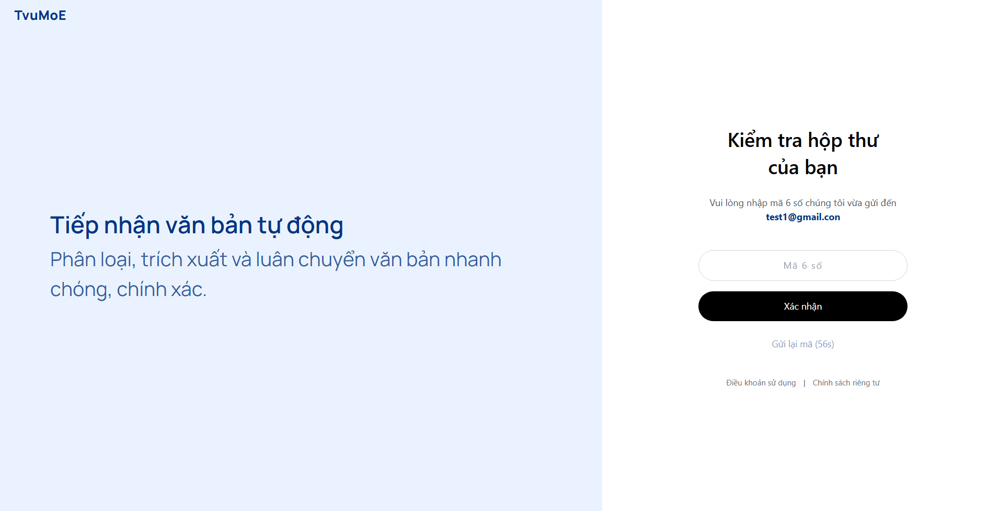 TvuMoE
Tiếp nhận văn bản tự động
Phân loại, trích xuất và luân chuyển văn bản nhanh
chóng, chính xác.
Kiểm tra hộp thư
của bạn
Vui lòng nhập mã 6 số chúng tôi vừa gửi đến
test1@gmail.con
Mã 6 số
Xác nhận
Gửi lại mã (56s)
Điều khoản sử dụng | Chính sách riêng tư